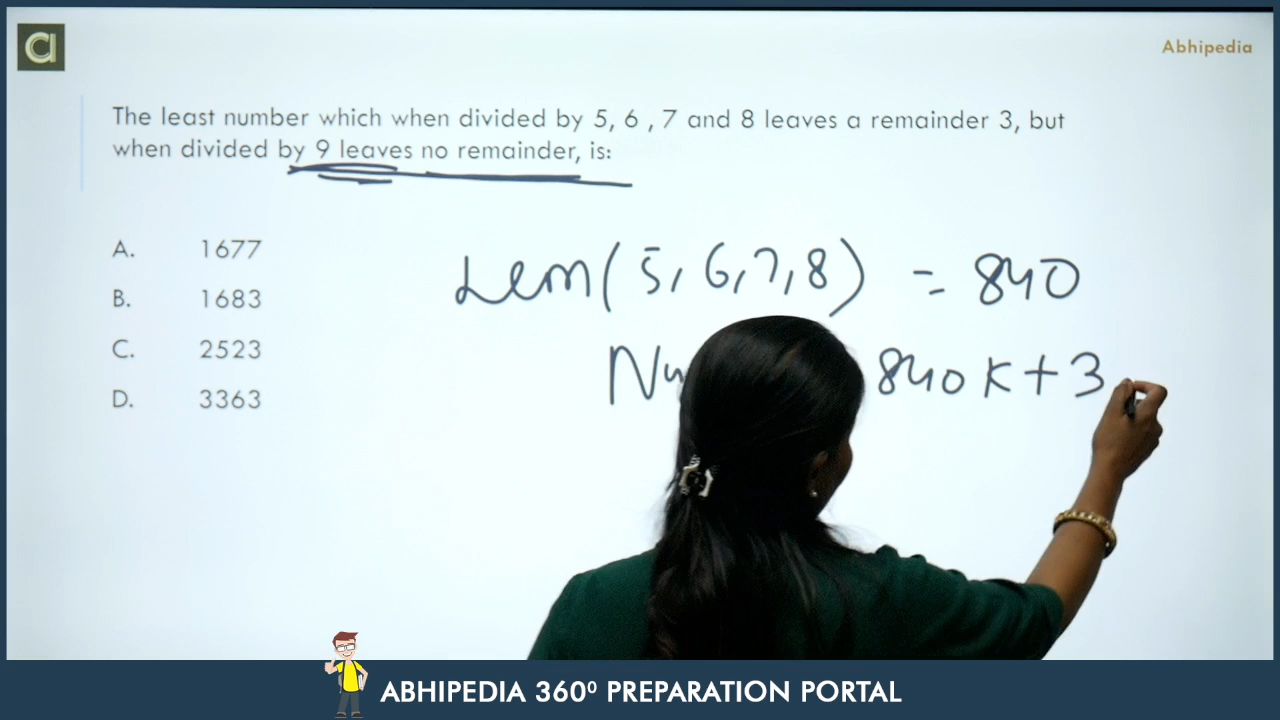 Abhipedia
The least number which when divided by 5, 6 , 7 and 8 leaves a remainder 3, but
when divided by 9 leaves no remainder, is:
A. 1677
B. 1683
C. 2523
D. 3363
Lcm(5,6,7,8) = 840
840K+3
ABHIPEDIA 360⁰ PREPARATION PORTAL